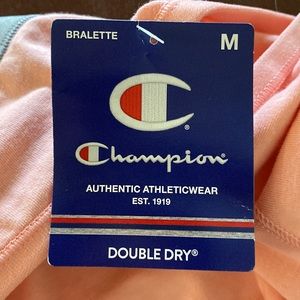 BRALETTE M
®
Champion
AUTHENTIC ATHLETICWEAR
EST. 1919
DOUBLE DRY®